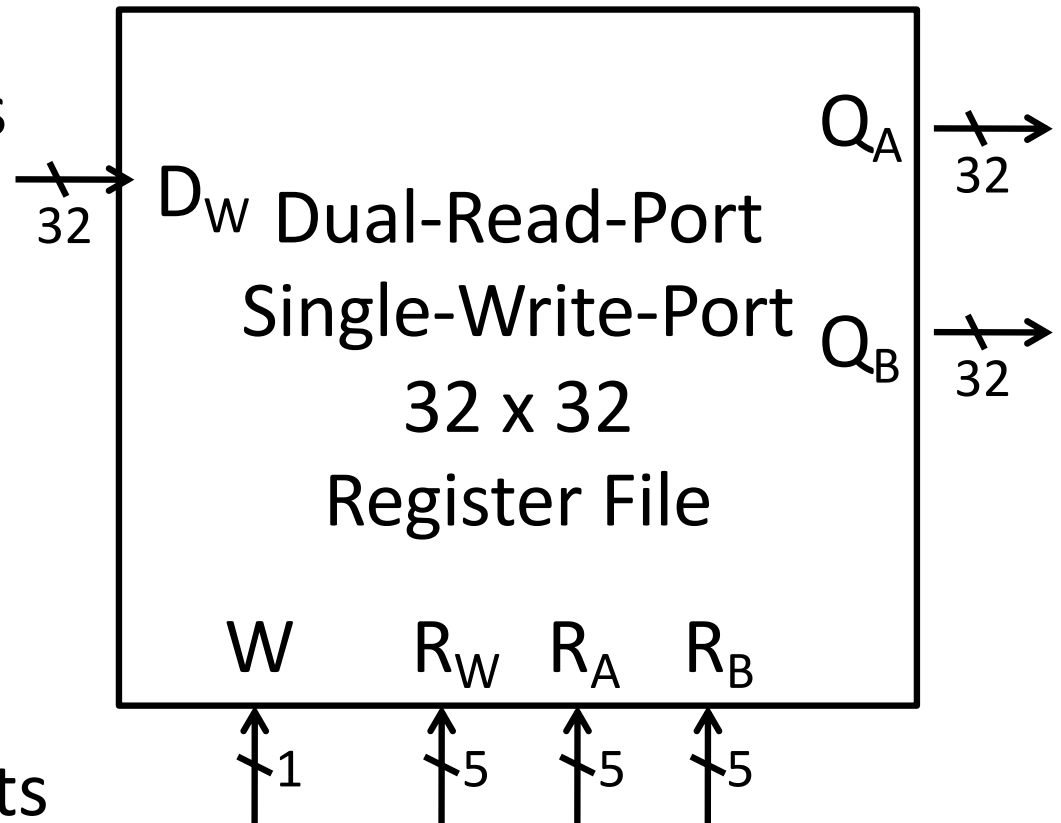 s
Q_A
32
D_W Dual-Read-Port
32
Single-Write-Port
Q_B
32
32 x 32
Register File
W R_W R_A R_B
1 5 5 5
ts